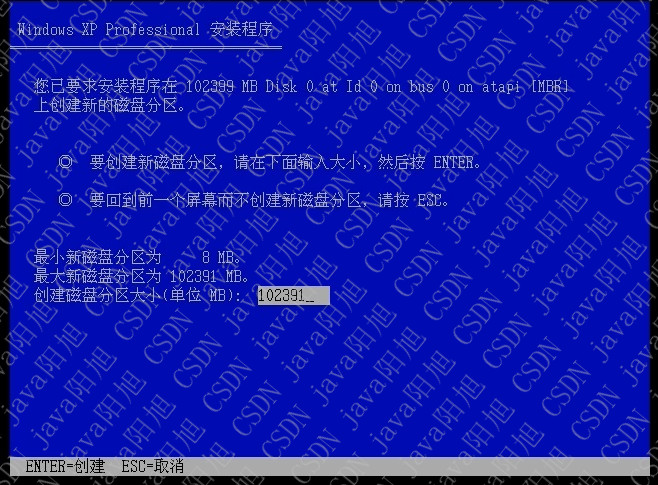 Windows XP Professional 安装程序
您已要求安装程序在 102399 MB Disk 0 at Id 0 on bus 0 on atapi [MBR]
上创建新的磁盘分区。
◎ 要创建新磁盘分区，请在下面输入大小，然后按 ENTER。
◎ 要回到前一个屏幕而不创建新磁盘分区，请按 ESC。
最小新磁盘分区为 8 MB。
最大新磁盘分区为 102391 MB。
创建磁盘分区大小(单位 MB): 102391_
ENTER=创建 ESC=取消
CSDN java阳旭